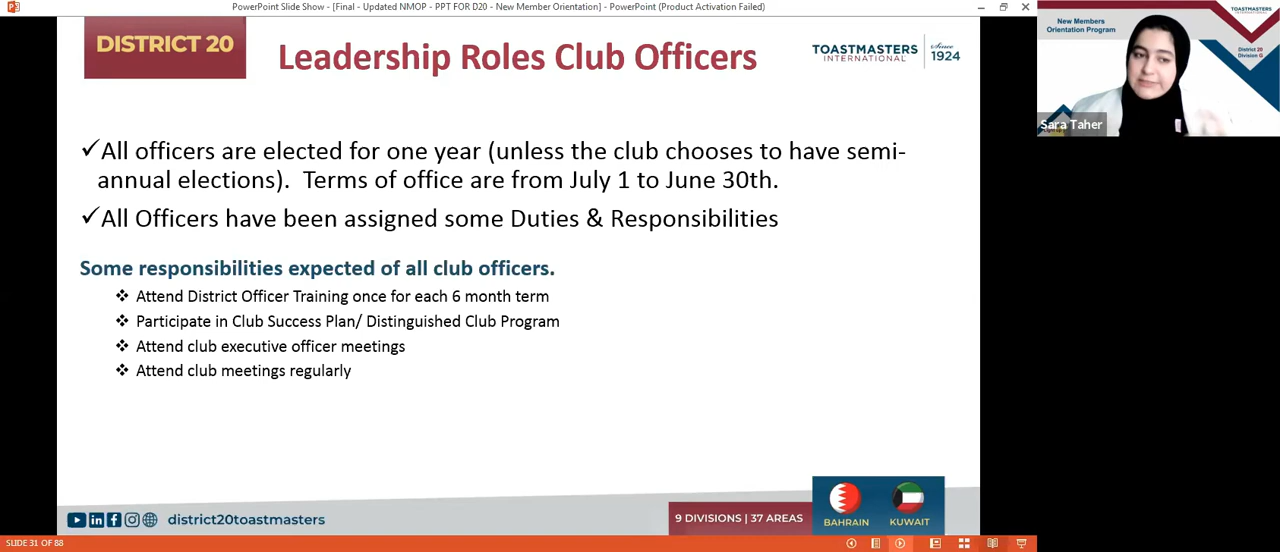 PowerPoint Slide Show - [Final - Updated NMOP - PPT FOR D20 - New Member Orientation] - PowerPoint (Product Activation Failed)
DISTRICT 20
Leadership Roles Club Officers
TOASTMASTERS
INTERNATIONAL
Since
1924
New Members
Orientation Program
TOASTMASTERS
INTERNATIONAL
District 20
Division G
Sara Taher
✓All officers are elected for one year (unless the club chooses to have semi-
annual elections). Terms of office are from July 1 to June 30th.
✓All Officers have been assigned some Duties & Responsibilities
Some responsibilities expected of all club officers.
❖ Attend District Officer Training once for each 6 month term
❖ Participate in Club Success Plan/ Distinguished Club Program
❖ Attend club executive officer meetings
❖ Attend club meetings regularly
district20toastmasters
9 DIVISIONS | 37 AREAS
BAHRAIN
KUWAIT
SLIDE 31 OF 88